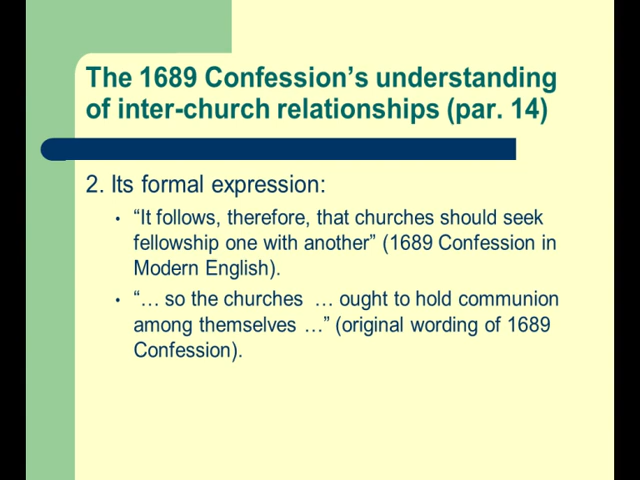 The 1689 Confession’s understanding
of inter-church relationships (par. 14)
2. Its formal expression:
• “It follows, therefore, that churches should seek
fellowship one with another” (1689 Confession in
Modern English).
• “… so the churches … ought to hold communion
among themselves …” (original wording of 1689
Confession).